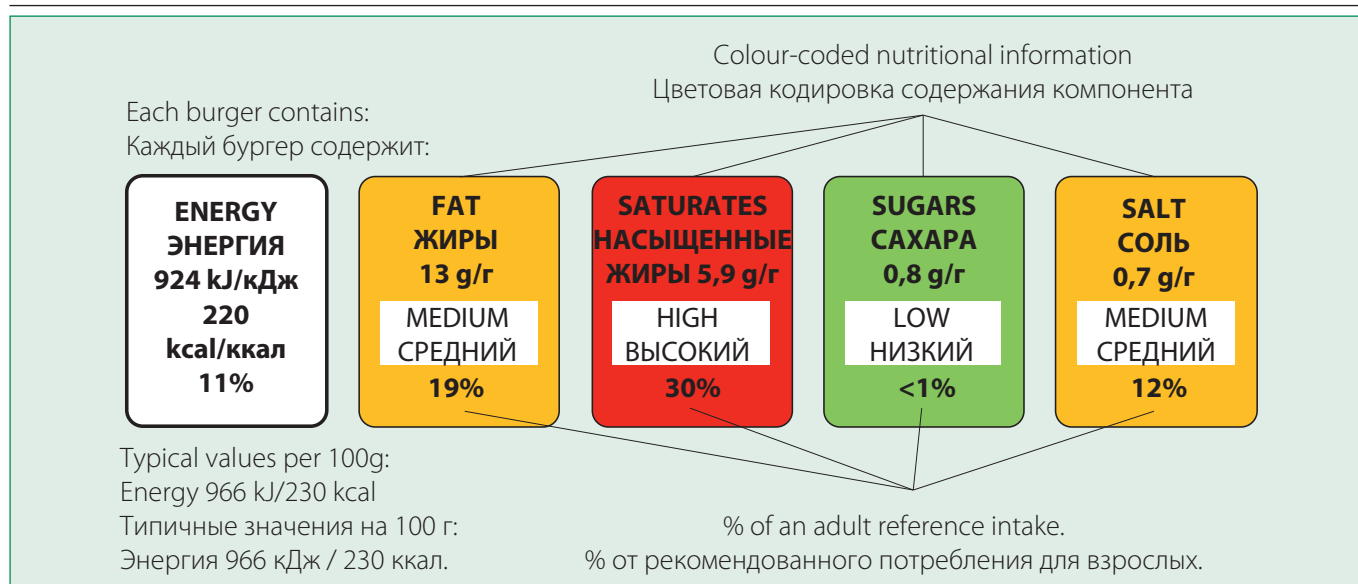 Colour-coded nutritional information
Цветовая кодировка содержания компонента
Each burger contains:
Каждый бургер содержит:
ENERGY
ЭНЕРГИЯ
924 kJ/кДж
220
kcal/ккал
11%
FAT
ЖИРЫ
13 g/г
MEDIUM
СРЕДНИЙ
19%
SATURATES
НАСЫЩЕННЫЕ
ЖИРЫ 5,9 g/г
HIGH
ВЫСОКИЙ
30%
SUGARS
САХАРА
0,8 g/г
LOW
НИЗКИЙ
<1%
SALT
СОЛЬ
0,7 g/г
MEDIUM
СРЕДНИЙ
12%
Typical values per 100g:
Energy 966 kJ/230 kcal
Типичные значения на 100 г:
Энергия 966 кДж / 230 ккал.
% of an adult reference intake.
% от рекомендованного потребления для взрослых.